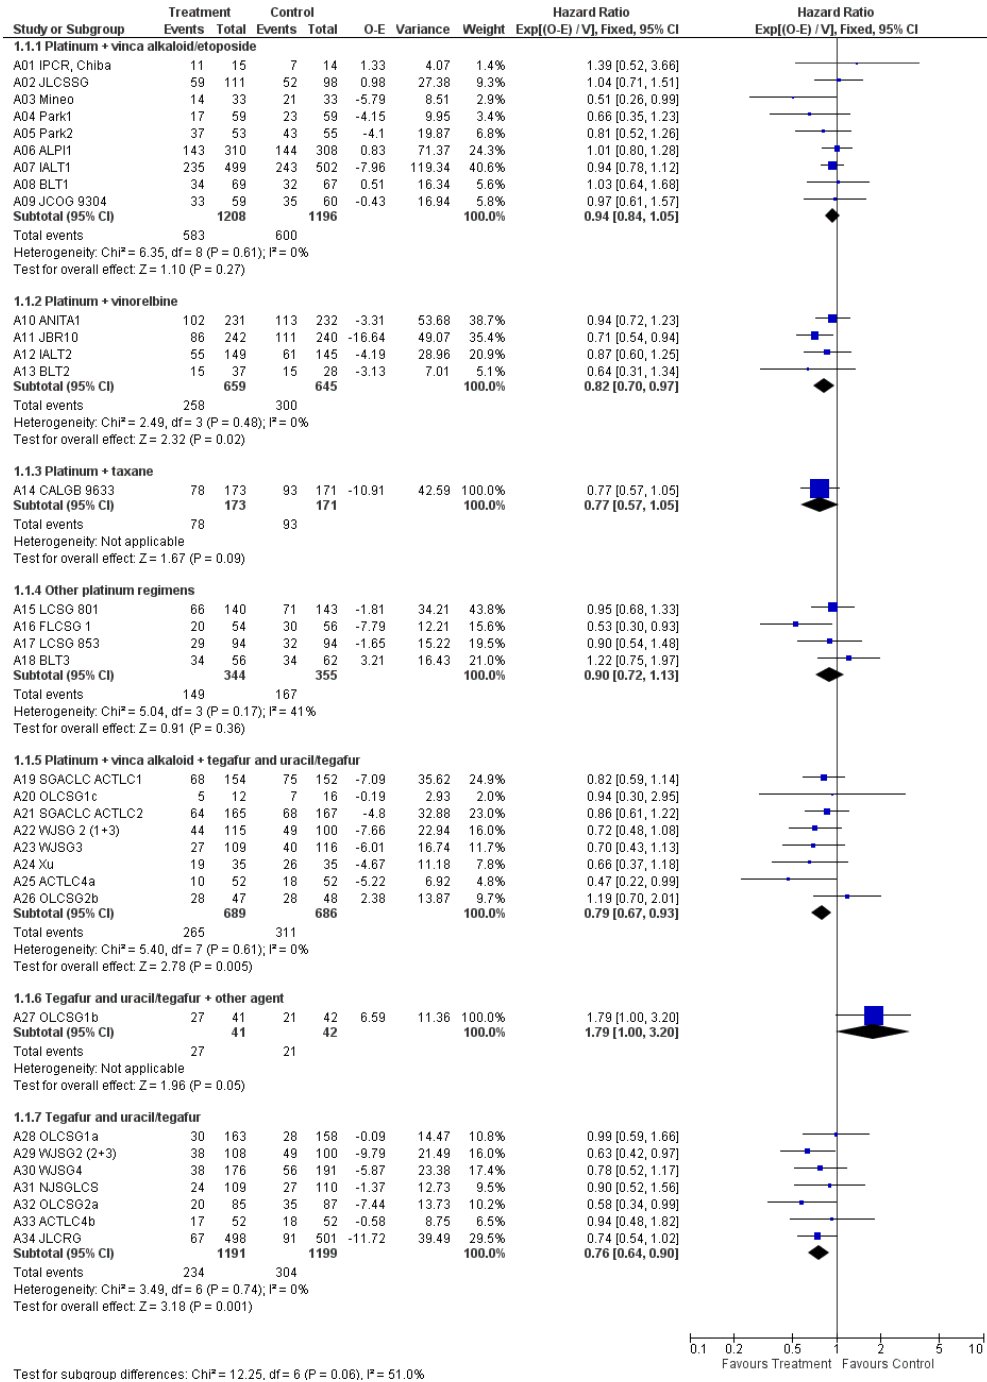 Treatment Control Hazard Ratio Hazard Ratio
Study or Subgroup Events Total Events Total O-E Variance Weight Exp[(O-E) / V], Fixed, 95% CI Exp[(O-E) / V], Fixed, 95% CI
1.1.1 Platinum + vinca alkaloid/etoposide
A01 IPCR, Chiba 11 15 7 14 1.33 4.07 1.4% 1.39 [0.52, 3.66]
A02 JLCSSG 59 111 52 98 0.98 27.38 9.3% 1.04 [0.71, 1.51]
A03 Mineo 14 33 21 33 -5.79 8.51 2.9% 0.51 [0.26, 0.99]
A04 Park1 17 59 23 59 -4.15 9.95 3.4% 0.66 [0.35, 1.23]
A05 Park2 37 53 43 55 -4.1 19.87 6.8% 0.81 [0.52, 1.26]
A06 ALPI1 143 310 144 308 0.83 71.37 24.3% 1.01 [0.80, 1.28]
A07 IALT1 235 499 243 502 -7.96 119.34 40.6% 0.94 [0.78, 1.12]
A08 BLT1 34 69 32 67 0.51 16.34 5.6% 1.03 [0.64, 1.68]
A09 JCOG 9304 33 59 35 60 -0.43 16.94 5.8% 0.97 [0.61, 1.57]
Subtotal (95% CI) 1208 1196 100.0% 0.94 [0.84, 1.05]
Total events 583 600
Heterogeneity: Chi² = 6.35, df = 8 (P = 0.61); I² = 0%
Test for overall effect: Z = 1.10 (P = 0.27)
1.1.2 Platinum + vinorelbine
A10 ANITA1 102 231 113 232 -3.31 53.68 38.7% 0.94 [0.72, 1.23]
A11 JBR10 86 242 111 240 -16.64 49.07 35.4% 0.71 [0.54, 0.94]
A12 IALT2 55 149 61 145 -4.19 28.96 20.9% 0.87 [0.60, 1.25]
A13 BLT2 15 37 15 28 -3.13 7.01 5.1% 0.64 [0.31, 1.34]
Subtotal (95% CI) 659 645 100.0% 0.82 [0.70, 0.97]
Total events 258 300
Heterogeneity: Chi² = 2.49, df = 3 (P = 0.48); I² = 0%
Test for overall effect: Z = 2.32 (P = 0.02)
1.1.3 Platinum + taxane
A14 CALGB 9633 78 173 93 171 -10.91 42.59 100.0% 0.77 [0.57, 1.05]
Subtotal (95% CI) 173 171 100.0% 0.77 [0.57, 1.05]
Total events 78 93
Heterogeneity: Not applicable
Test for overall effect: Z = 1.67 (P = 0.09)
1.1.4 Other platinum regimens
A15 LCSG 801 66 140 71 143 -1.81 34.21 43.8% 0.95 [0.68, 1.33]
A16 FLCSG 1 20 54 30 56 -7.79 12.21 15.6% 0.53 [0.30, 0.93]
A17 LCSG 853 29 94 32 94 -1.65 15.22 19.5% 0.90 [0.54, 1.48]
A18 BLT3 34 56 34 62 3.21 16.43 21.0% 1.22 [0.75, 1.97]
Subtotal (95% CI) 344 355 100.0% 0.90 [0.72, 1.13]
Total events 149 167
Heterogeneity: Chi² = 5.04, df = 3 (P = 0.17); I² = 41%
Test for overall effect: Z = 0.91 (P = 0.36)
1.1.5 Platinum + vinca alkaloid + tegafur and uracil/tegafur
A19 SGACLC ACTLC1 68 154 75 152 -7.09 35.62 24.9% 0.82 [0.59, 1.14]
A20 OLCSG1c 5 12 7 16 -0.19 2.93 2.0% 0.94 [0.30, 2.95]
A21 SGACLC ACTLC2 64 165 68 167 -4.8 32.88 23.0% 0.86 [0.61, 1.22]
A22 WJSG 2 (1+3) 44 115 49 100 -7.66 22.94 16.0% 0.72 [0.48, 1.08]
A23 WJSG3 27 109 40 116 -6.01 16.74 11.7% 0.70 [0.43, 1.13]
A24 Xu 19 35 26 35 -4.67 11.18 7.8% 0.66 [0.37, 1.18]
A25 ACTLC4a 10 52 18 52 -5.22 6.92 4.8% 0.47 [0.22, 0.99]
A26 OLCSG2b 28 47 28 48 2.38 13.87 9.7% 1.19 [0.70, 2.01]
Subtotal (95% CI) 689 686 100.0% 0.79 [0.67, 0.93]
Total events 265 311
Heterogeneity: Chi² = 5.40, df = 7 (P = 0.61); I² = 0%
Test for overall effect: Z = 2.78 (P = 0.005)
1.1.6 Tegafur and uracil/tegafur + other agent
A27 OLCSG1b 27 41 21 42 6.59 11.36 100.0% 1.79 [1.00, 3.20]
Subtotal (95% CI) 41 42 100.0% 1.79 [1.00, 3.20]
Total events 27 21
Heterogeneity: Not applicable
Test for overall effect: Z = 1.96 (P = 0.05)
1.1.7 Tegafur and uracil/tegafur
A28 OLCSG1a 30 163 28 158 -0.09 14.47 10.8% 0.99 [0.59, 1.66]
A29 WJSG2 (2+3) 38 108 49 100 -9.79 21.49 16.0% 0.63 [0.42, 0.97]
A30 WJSG4 38 176 56 191 -5.87 23.38 17.4% 0.78 [0.52, 1.17]
A31 NJSGLCS 24 109 27 110 -1.37 12.73 9.5% 0.90 [0.52, 1.56]
A32 OLCSG2a 20 85 35 87 -7.44 13.73 10.2% 0.58 [0.34, 0.99]
A33 ACTLC4b 17 52 18 52 -0.58 8.75 6.5% 0.94 [0.48, 1.82]
A34 JLCRG 67 498 91 501 -11.72 39.49 29.5% 0.74 [0.54, 1.02]
Subtotal (95% CI) 1191 1199 100.0% 0.76 [0.64, 0.90]
Total events 234 304
Heterogeneity: Chi² = 3.49, df = 6 (P = 0.74); I² = 0%
Test for overall effect: Z = 3.18 (P = 0.001)
0.1 0.2 0.5 1 2 5 10
Favours Treatment Favours Control
Test for subgroup differences: Chi² = 12.25, df = 6 (P = 0.06), I² = 51.0%